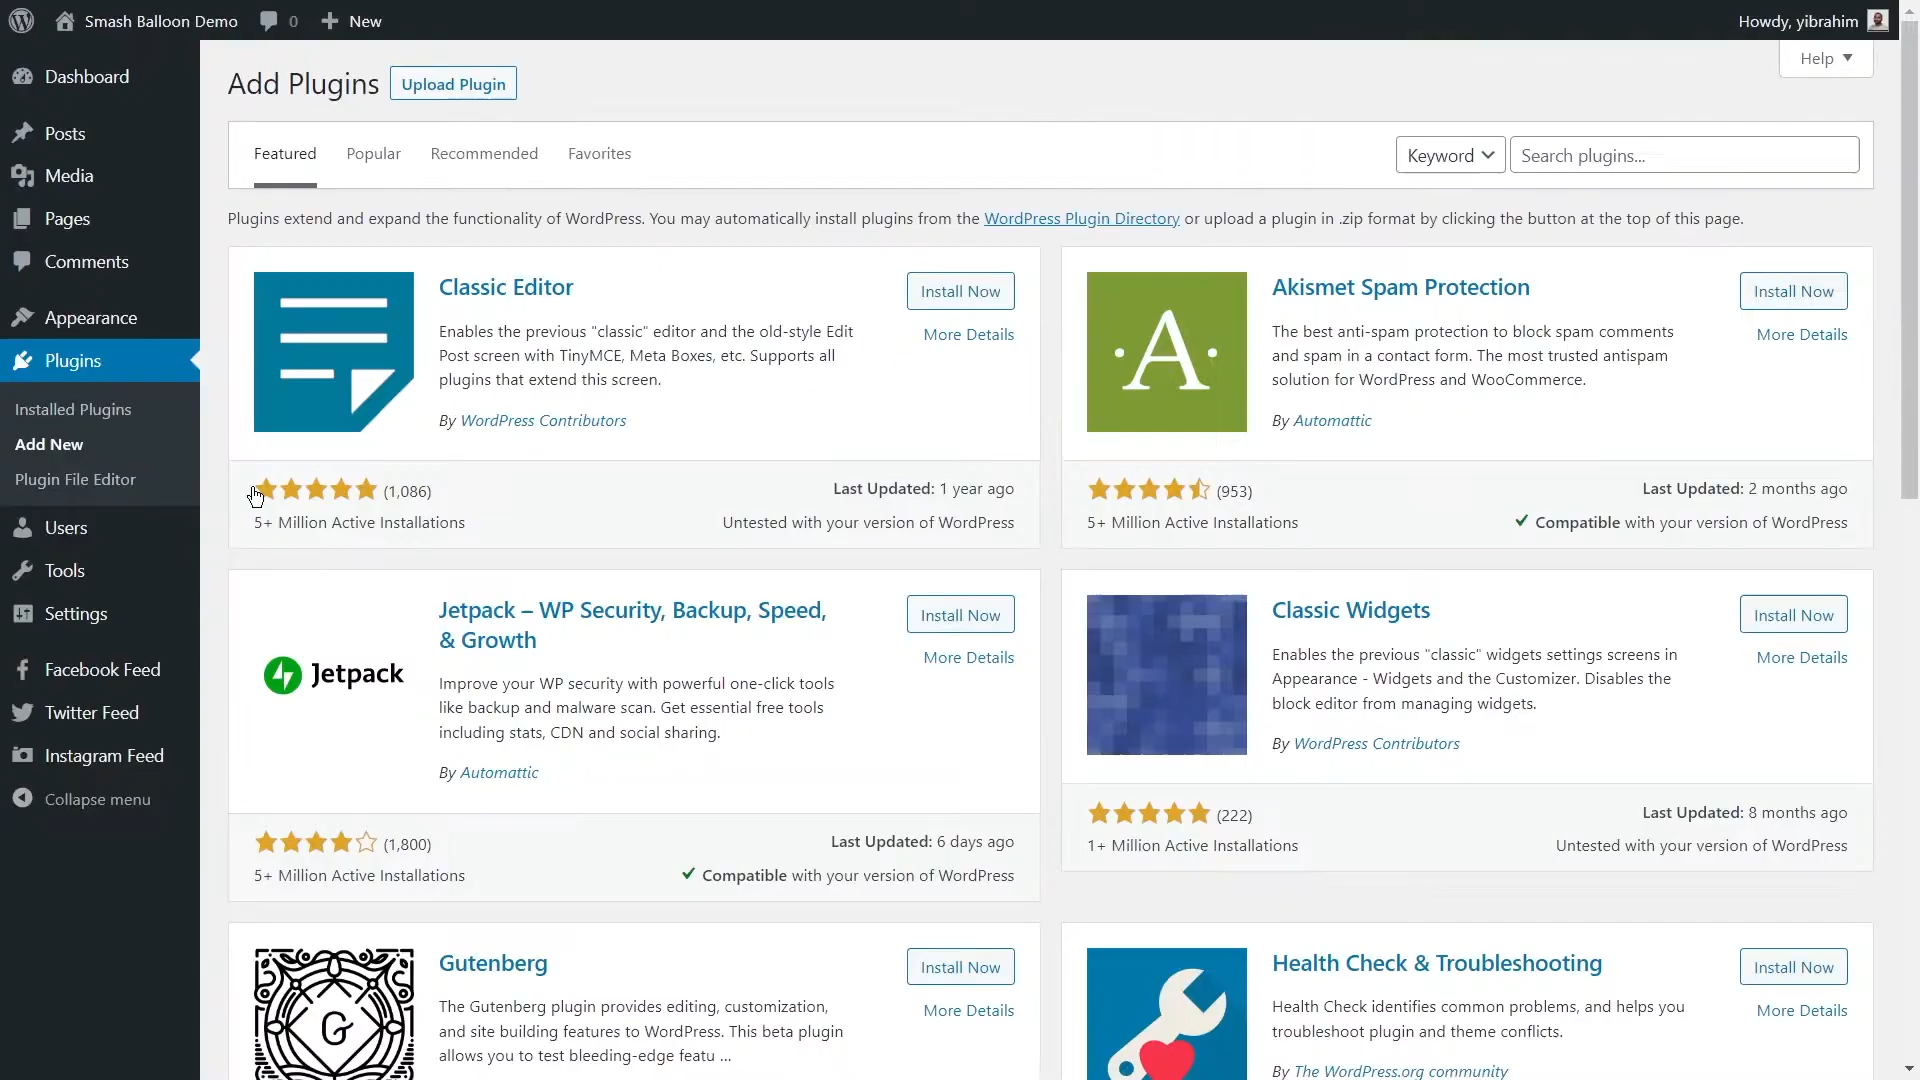 Smash Balloon Demo
0
New
Howdy, yibrahim
Dashboard
Posts
Media
Pages
Comments
Appearance
Plugins
Installed Plugins
Add New
Plugin File Editor
Users
Tools
Settings
Facebook Feed
Twitter Feed
Instagram Feed
Collapse menu
Help
Add Plugins
Upload Plugin
Featured
Popular
Recommended
Favorites
Keyword
Search plugins...
Plugins extend and expand the functionality of WordPress. You may automatically install plugins from the WordPress Plugin Directory or upload a plugin in .zip format by clicking the button at the top of this page.
Classic Editor
Install Now
More Details
Enables the previous "classic" editor and the old-style Edit
Post screen with TinyMCE, Meta Boxes, etc. Supports all
plugins that extend this screen.
By WordPress Contributors
(1,086)
Last Updated: 1 year ago
5+ Million Active Installations
Untested with your version of WordPress
·A·
Akismet Spam Protection
Install Now
More Details
The best anti-spam protection to block spam comments
and spam in a contact form. The most trusted antispam
solution for WordPress and WooCommerce.
By Automattic
(953)
Last Updated: 2 months ago
5+ Million Active Installations
Compatible with your version of WordPress
Jetpack
Jetpack – WP Security, Backup, Speed,
& Growth
Install Now
More Details
Improve your WP security with powerful one-click tools
like backup and malware scan. Get essential free tools
including stats, CDN and social sharing.
By Automattic
(1,800)
Last Updated: 6 days ago
5+ Million Active Installations
Compatible with your version of WordPress
Classic Widgets
Install Now
More Details
Enables the previous "classic" widgets settings screens in
Appearance - Widgets and the Customizer. Disables the
block editor from managing widgets.
By WordPress Contributors
(222)
Last Updated: 8 months ago
1+ Million Active Installations
Untested with your version of WordPress
G
Gutenberg
Install Now
More Details
The Gutenberg plugin provides editing, customization,
and site building features to WordPress. This beta plugin
allows you to test bleeding-edge featu ...
Health Check & Troubleshooting
Install Now
More Details
Health Check identifies common problems, and helps you
troubleshoot plugin and theme conflicts.
By The WordPress.org community